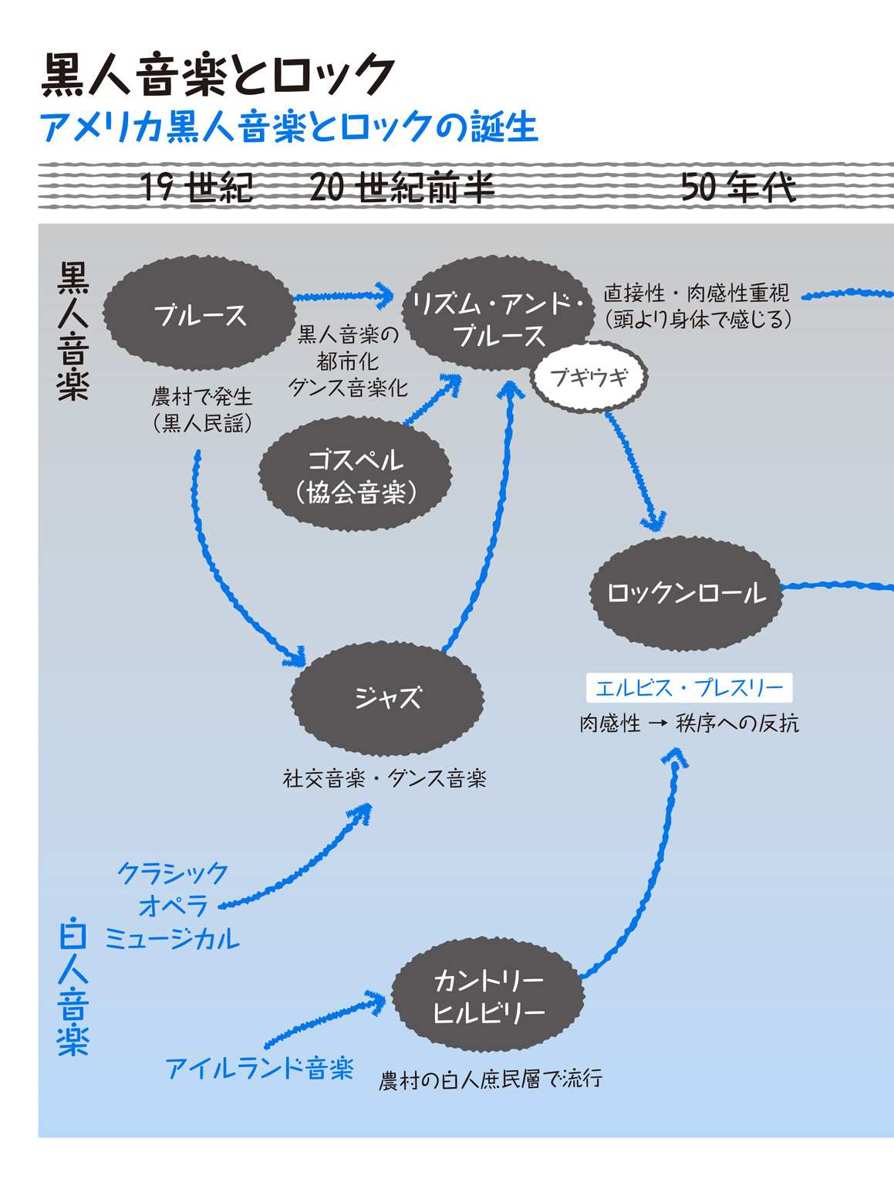 黒人音楽とロック
アメリカ黒人音楽とロックの誕生
19世紀
20世紀前半
50年代
黒人音楽
ブルース
農村で発生
（黒人民謡）
黒人音楽の
都市化
ダンス音楽化
リズム・アンド・
ブルース
ブギウギ
直接性・肉感性重視
（頭より身体で感じる）
ゴスペル
（協会音楽）
ロックンロール
エルビス・プレスリー
肉感性 → 秩序への反抗
ジャズ
社交音楽・ダンス音楽
白人音楽
クラシック
オペラ
ミュージカル
カントリー
ヒルビリー
アイルランド音楽
農村の白人庶民層で流行